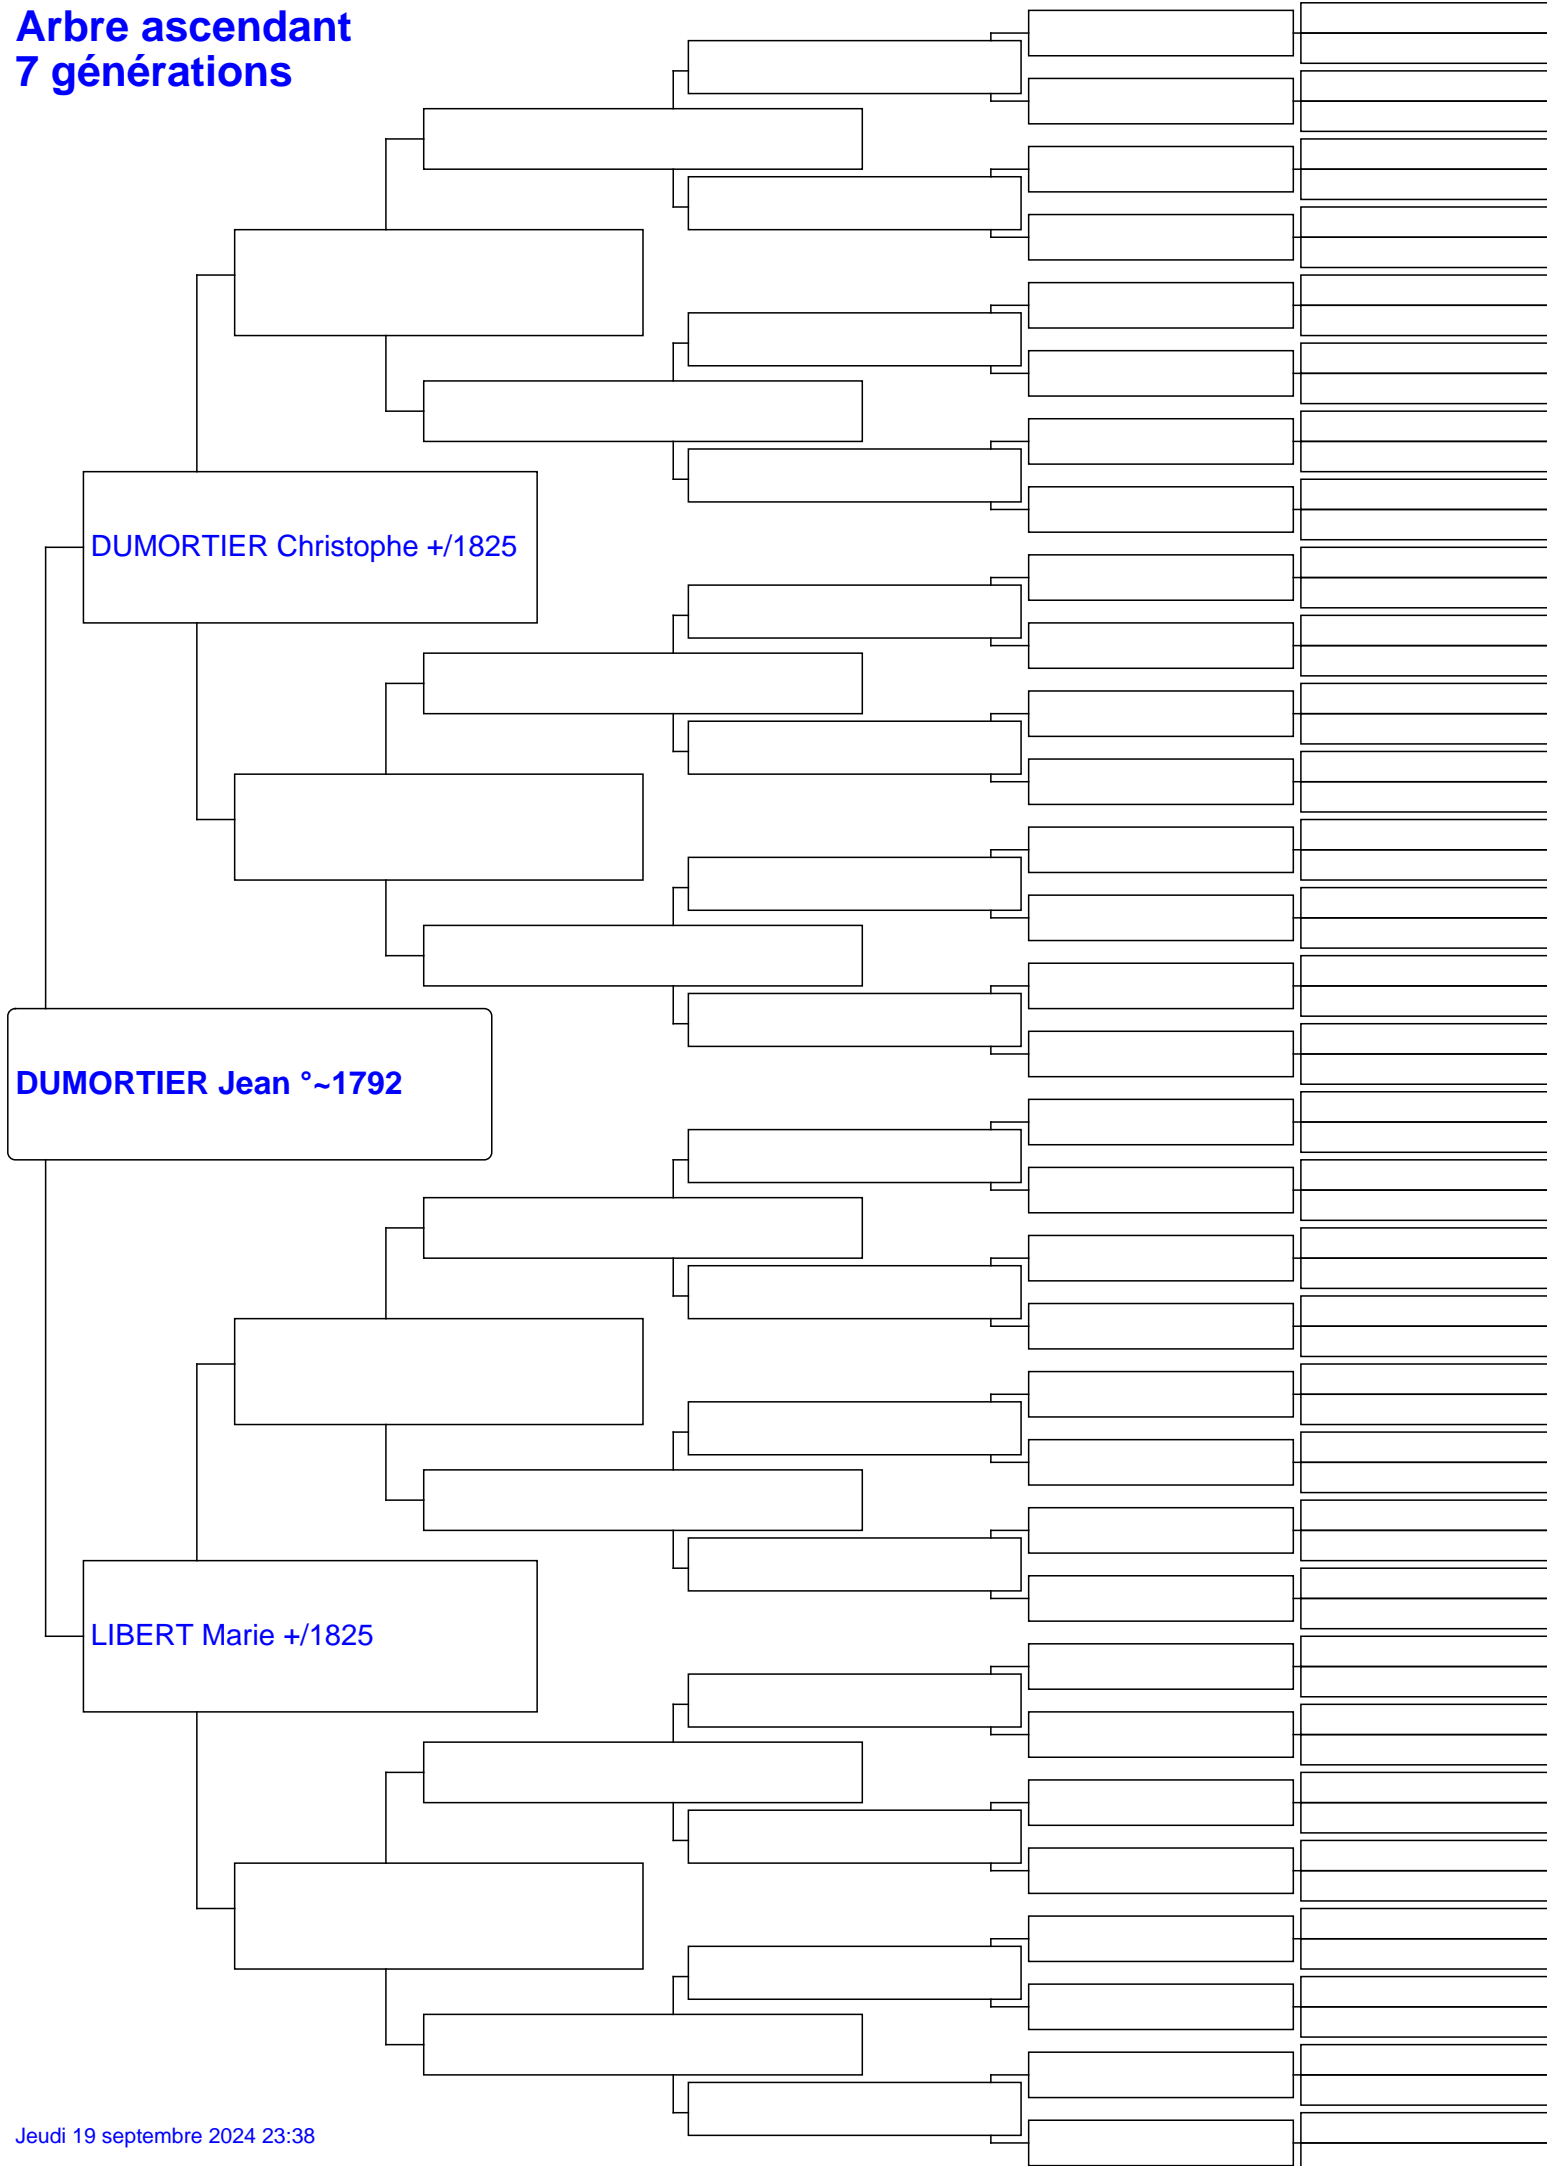 Arbre ascendant
7 générations
DUMORTIER Christophe +/1825
DUMORTIER Jean °~1792
LIBERT Marie +/1825
Jeudi 19 septembre 2024 23:38